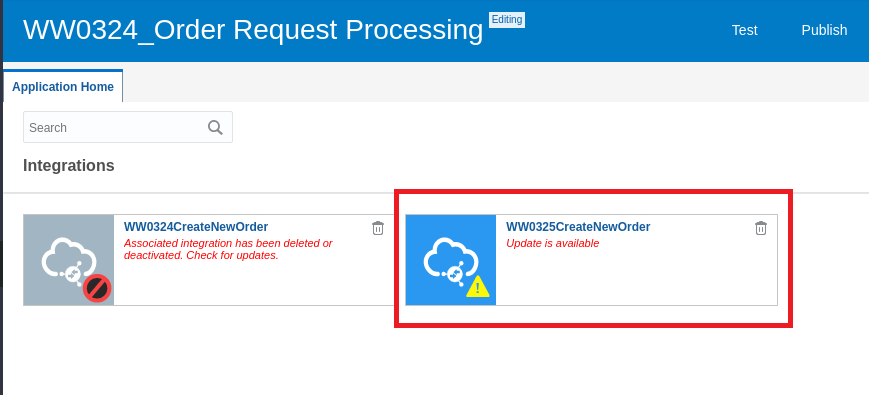 WW0324_Order Request Processing Editing
Test Publish
Application Home
Search
Integrations
WW0324CreateNewOrder
Associated integration has been deleted or
deactivated. Check for updates.
WW0325CreateNewOrder
Update is available
!